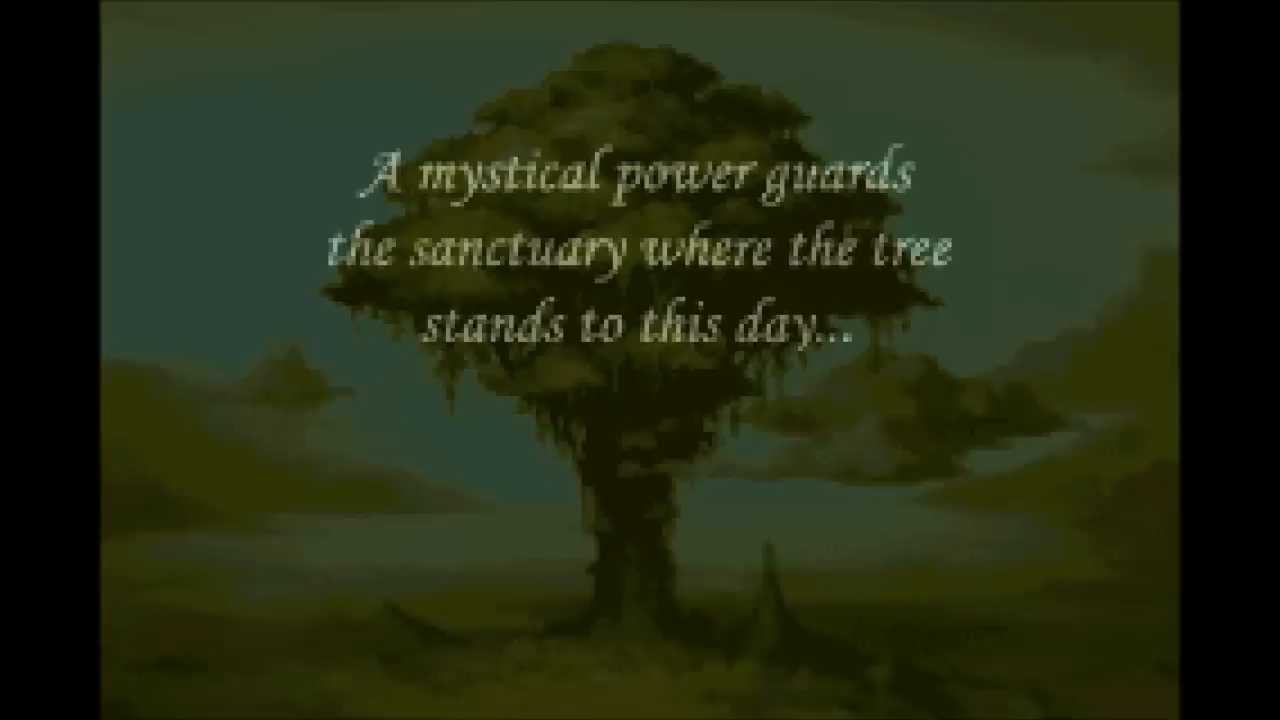 A mystical power guards
the sanctuary where the tree
stands to this day...